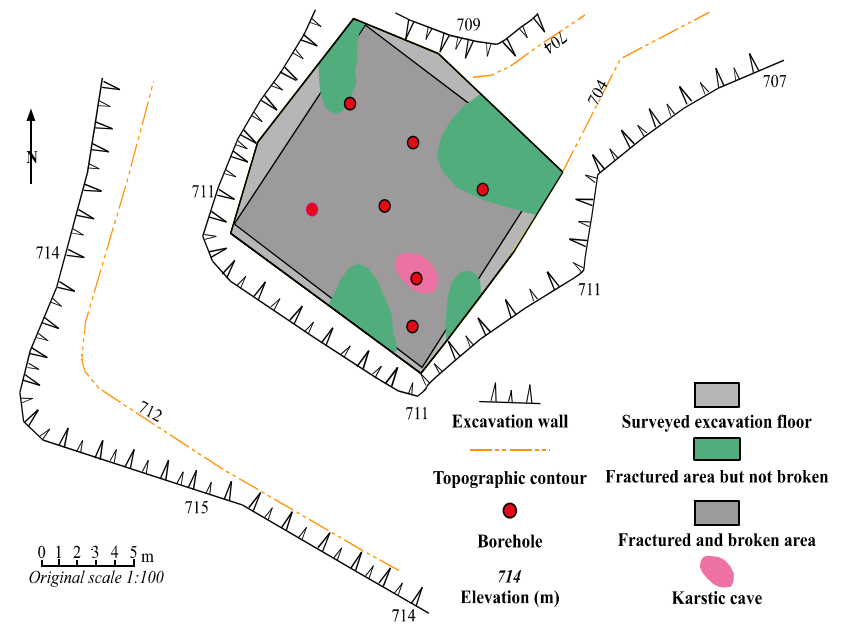 709
704
707
704
N
711
714
711
712
711
715
714
0 1 2 3 4 5 m
Original scale 1:100
Excavation wall
Topographic contour
Borehole
714
Elevation (m)
Surveyed excavation floor
Fractured area but not broken
Fractured and broken area
Karstic cave